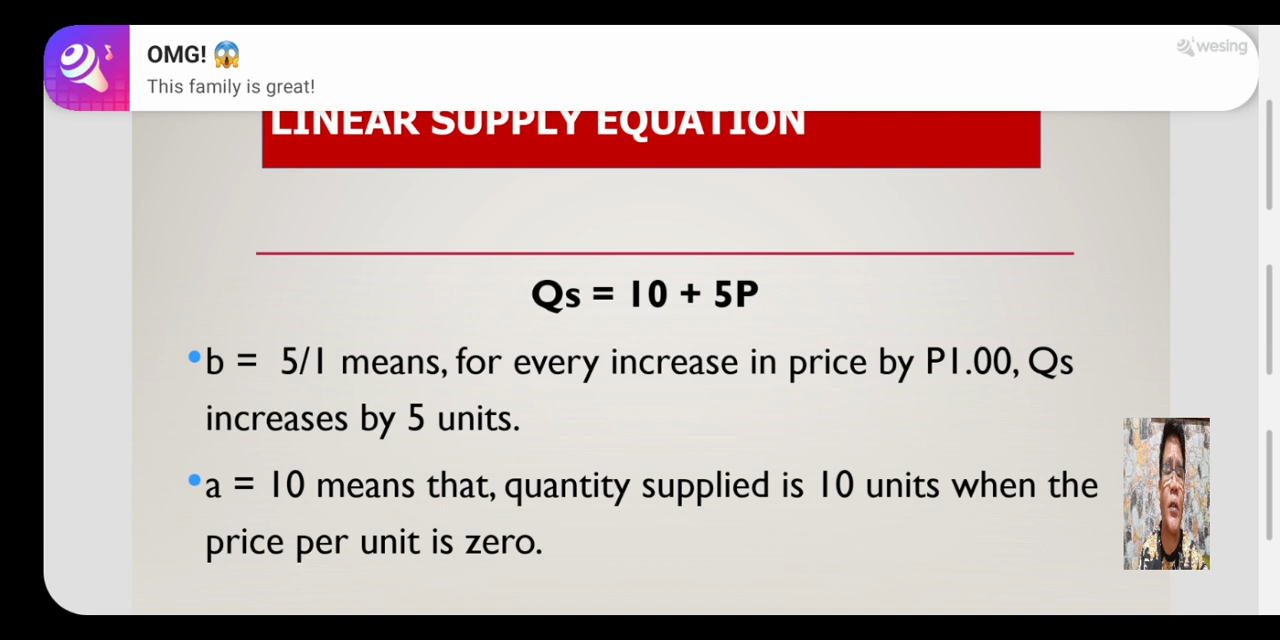 OMG! 😱
wesing
This family is great!
LINEAR SUPPLY EQUATION
Qs = 10 + 5P
•b = 5/1 means, for every increase in price by P1.00, Qs
increases by 5 units.
•a = 10 means that, quantity supplied is 10 units when the
price per unit is zero.